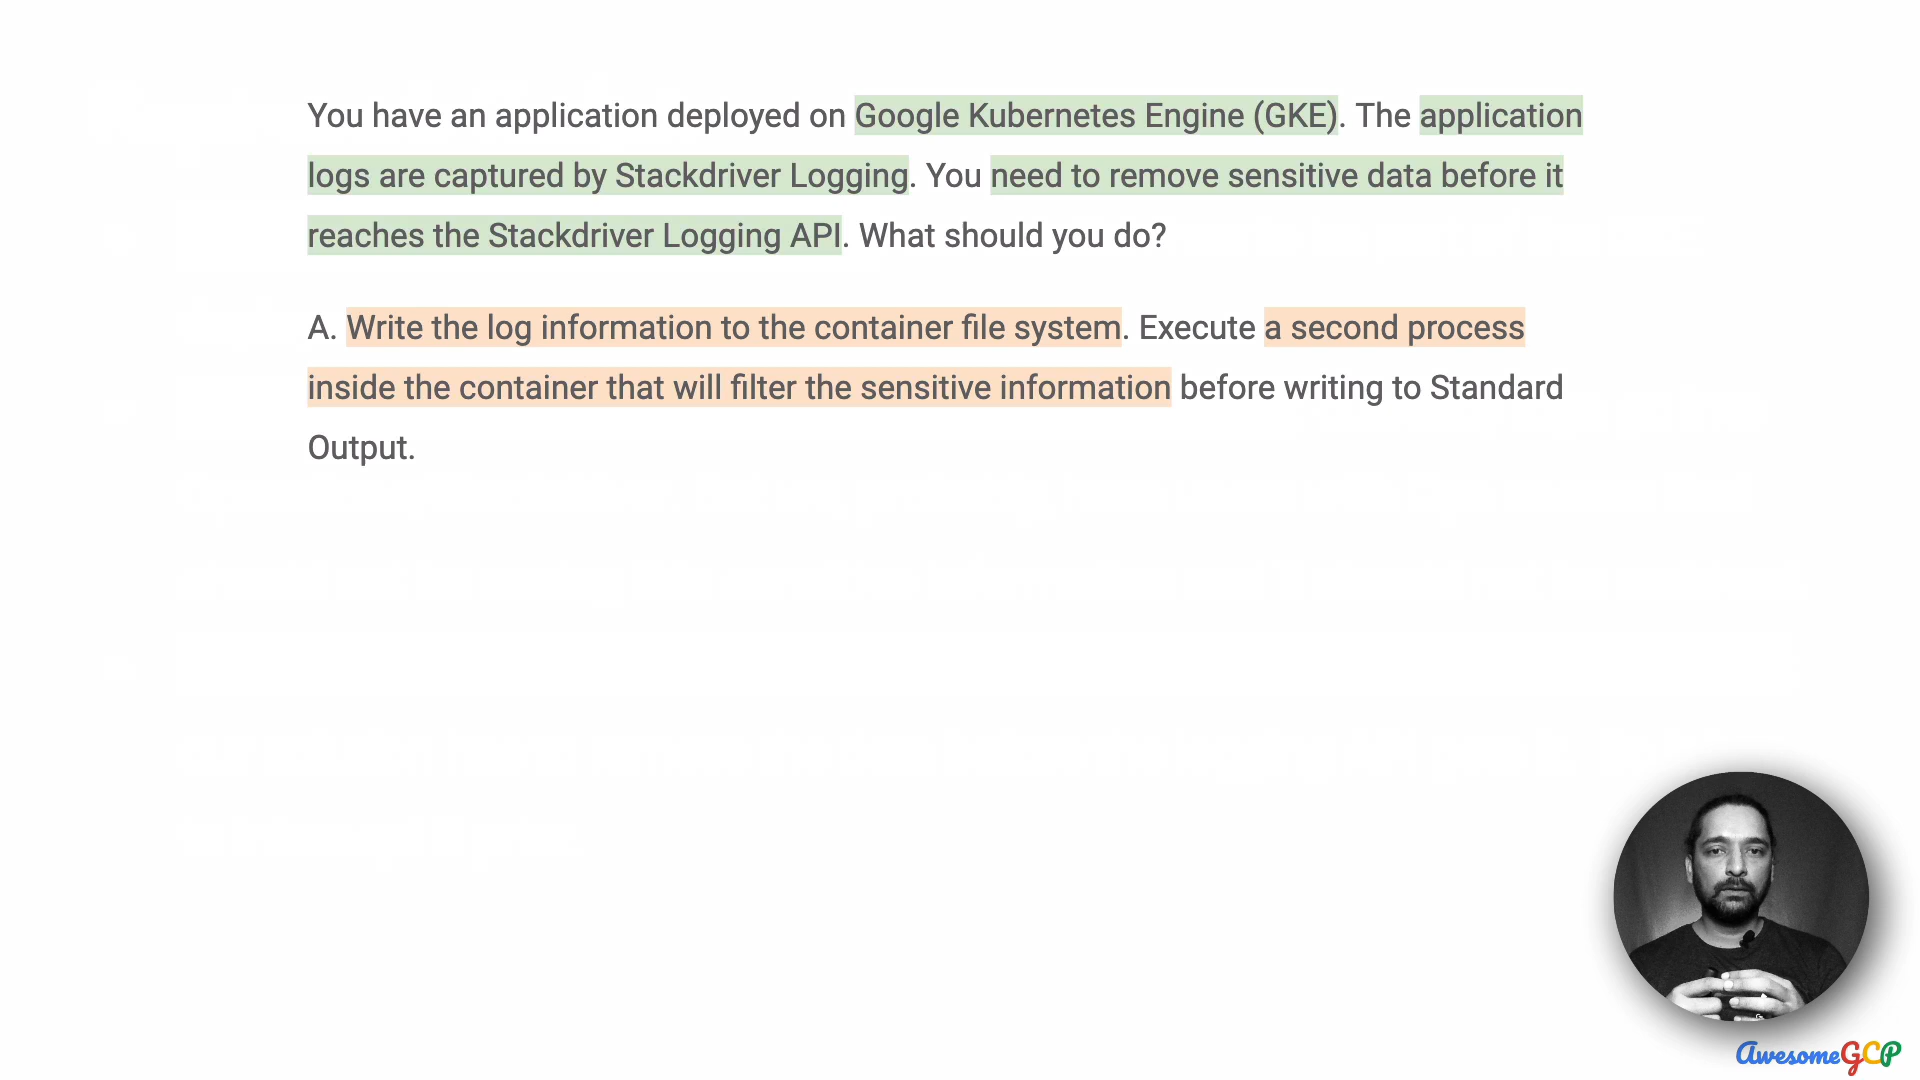 You have an application deployed on Google Kubernetes Engine (GKE). The application
logs are captured by Stackdriver Logging. You need to remove sensitive data before it
reaches the Stackdriver Logging API. What should you do?
A. Write the log information to the container file system. Execute a second process
inside the container that will filter the sensitive information before writing to Standard
Output.
AwesomeGCP